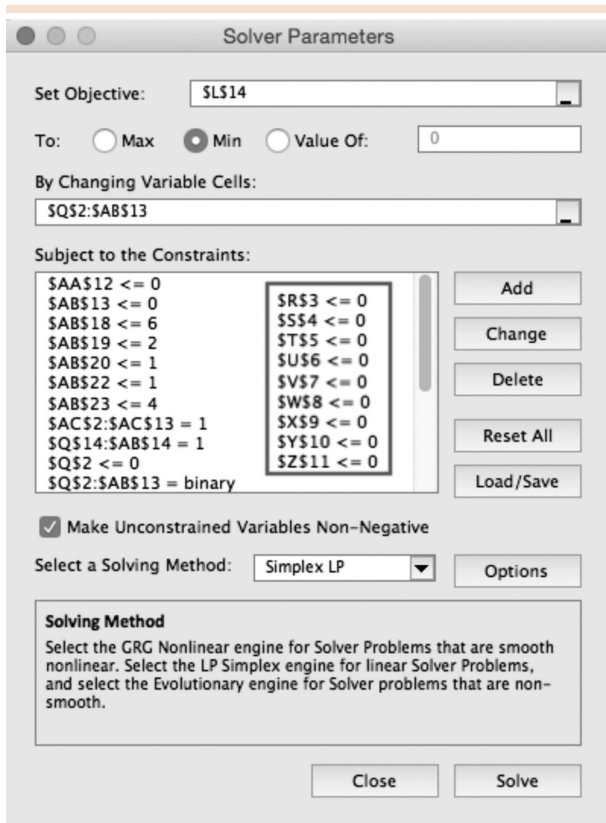 Solver Parameters
Set Objective: $L$14
To: Max Min Value Of: 0
By Changing Variable Cells:
$Q$2:$AB$13
Subject to the Constraints:
$AA$12 <= 0
$AB$13 <= 0
$AB$18 <= 6
$AB$19 <= 2
$AB$20 <= 1
$AB$22 <= 1
$AB$23 <= 4
$AC$2:$AC$13 = 1
$Q$14:$AB$14 = 1
$Q$2 <= 0
$Q$2:$AB$13 = binary
$R$3 <= 0
$S$4 <= 0
$T$5 <= 0
$U$6 <= 0
$V$7 <= 0
$W$8 <= 0
$X$9 <= 0
$Y$10 <= 0
$Z$11 <= 0
Add
Change
Delete
Reset All
Load/Save
Make Unconstrained Variables Non-Negative
Select a Solving Method: Simplex LP Options
Solving Method
Select the GRG Nonlinear engine for Solver Problems that are smooth
nonlinear. Select the LP Simplex engine for linear Solver Problems,
and select the Evolutionary engine for Solver problems that are non-
smooth.
Close Solve